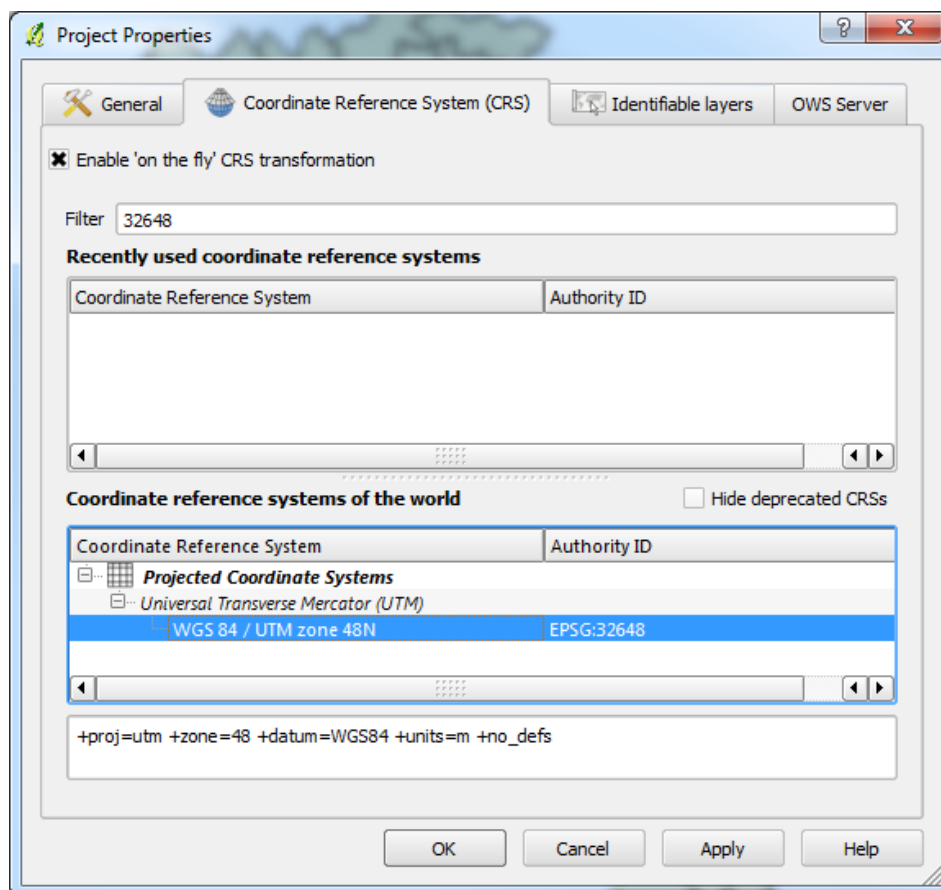 Project Properties
General
Coordinate Reference System (CRS)
Identifiable layers
OWS Server
Enable 'on the fly' CRS transformation
Filter 32648
Recently used coordinate reference systems
Coordinate Reference System Authority ID
Coordinate reference systems of the world
Hide deprecated CRSs
Coordinate Reference System Authority ID
Projected Coordinate Systems
Universal Transverse Mercator (UTM)
WGS 84 / UTM zone 48N EPSG:32648
+proj=utm +zone=48 +datum=WGS84 +units=m +no_defs
OK Cancel Apply Help